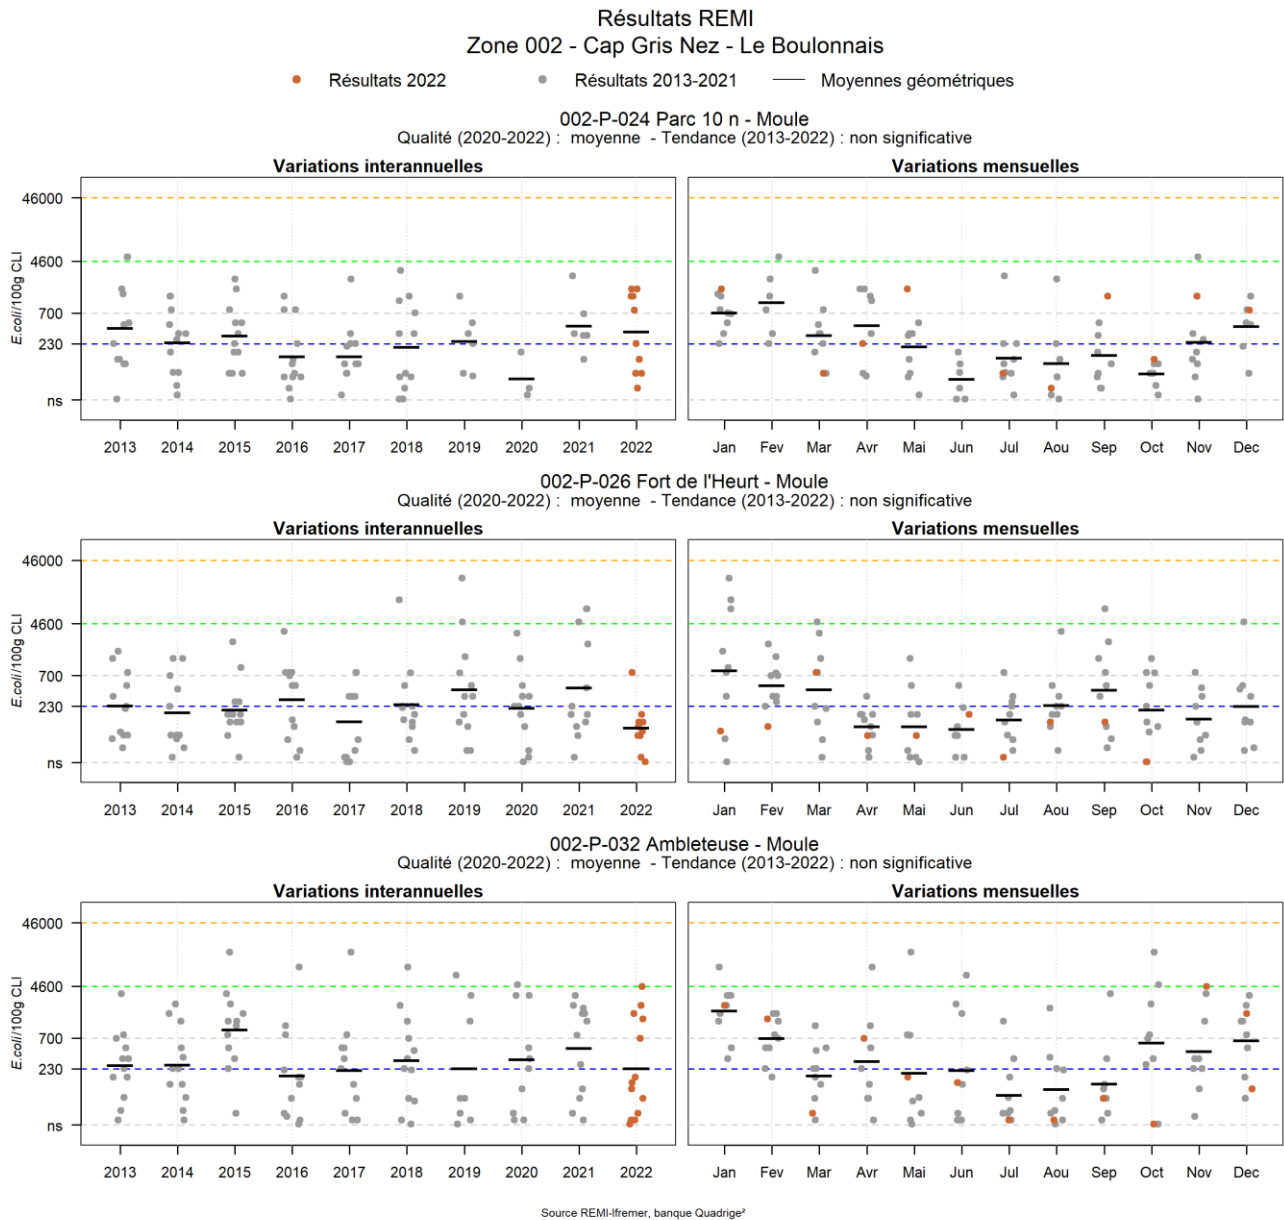 Résultats REMI
Zone 002 - Cap Gris Nez - Le Boulonnais
Résultats 2022 Résultats 2013-2021 Moyennes géométriques
002-P-024 Parc 10 n - Moule
Qualité (2020-2022) : moyenne - Tendance (2013-2022) : non significative
Variations interannuelles Variations mensuelles
E.coli/100g CLI
46000
4600
700
230
ns
2013 2014 2015 2016 2017 2018 2019 2020 2021 2022 Jan Fev Mar Avr Mai Jun Jul Aou Sep Oct Nov Dec
002-P-026 Fort de l'Heurt - Moule
Qualité (2020-2022) : moyenne - Tendance (2013-2022) : non significative
Variations interannuelles Variations mensuelles
E.coli/100g CLI
46000
4600
700
230
ns
2013 2014 2015 2016 2017 2018 2019 2020 2021 2022 Jan Fev Mar Avr Mai Jun Jul Aou Sep Oct Nov Dec
002-P-032 Ambleteuse - Moule
Qualité (2020-2022) : moyenne - Tendance (2013-2022) : non significative
Variations interannuelles Variations mensuelles
E.coli/100g CLI
46000
4600
700
230
ns
2013 2014 2015 2016 2017 2018 2019 2020 2021 2022 Jan Fev Mar Avr Mai Jun Jul Aou Sep Oct Nov Dec
Source REMI-Ifremer, banque Quadrige²